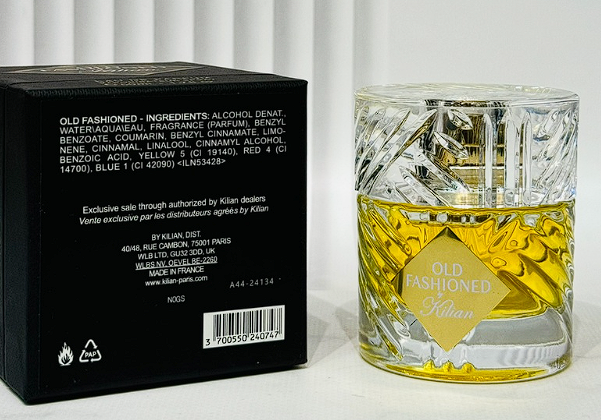 OLD FASHIONED - INGREDIENTS: ALCOHOL DENAT.,
WATER\AQUA\EAU, FRAGRANCE (PARFUM), BENZYL
BENZOATE, COUMARIN, BENZYL CINNAMATE, LIMO-
NENE, CINNAMAL, LINALOOL, CINNAMYL ALCOHOL,
BENZOIC ACID, YELLOW 5 (CI 19140), RED 4 (CI
14700), BLUE 1 (CI 42090) <ILN53428>
Exclusive sale through authorized by Kilian dealers
Vente exclusive par les distributeurs agréés by Kilian
BY KILIAN, DIST.
40/48, RUE CAMBON, 75001 PARIS
WLB LTD, GU32 3DD, UK
WLBS NV, OEVEL BE-2260
MADE IN FRANCE
www.kilian-paris.com
A44-24134
N0GS
3 700550 240747
PAP
OLD
FASHIONED
by
Kilian